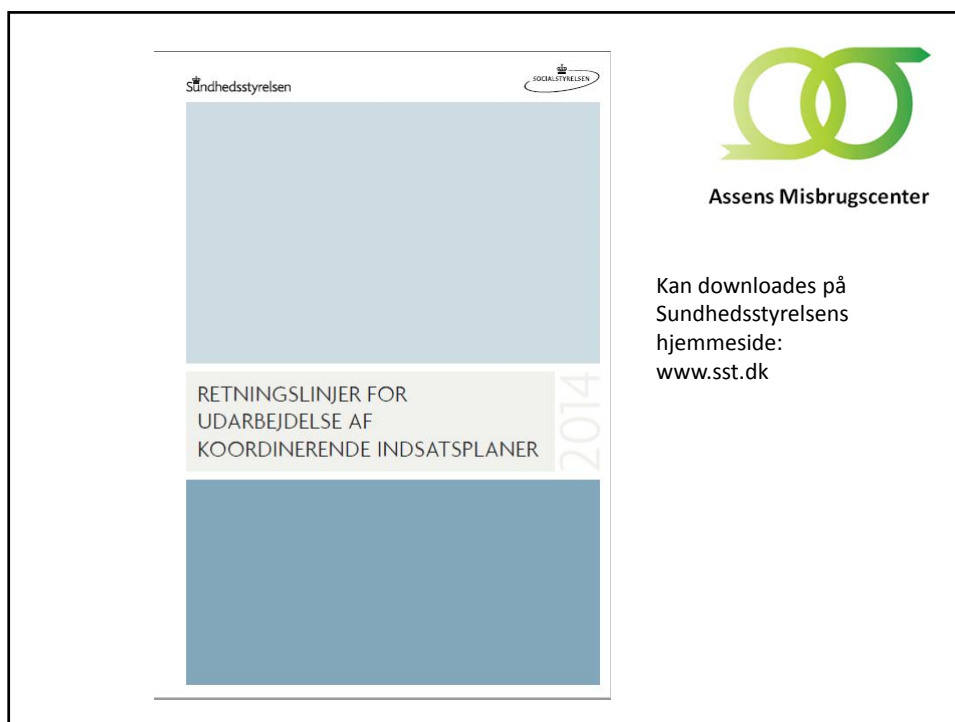 Sundhedsstyrelsen
SOCIALSTYRELSEN
RETNINGSLINJER FOR
UDARBEJDELSE AF
KOORDINERENDE INDSATSPLANER
2014
Assens Misbrugscenter
Kan downloades på
Sundhedsstyrelsens
hjemmeside:
www.sst.dk